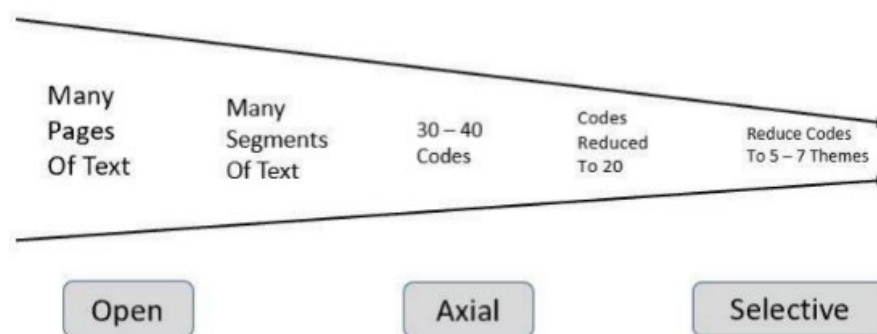 Many
Pages
Of Text
Many
Segments
Of Text
30 – 40
Codes
Codes
Reduced
To 20
Reduce Codes
To 5 – 7 Themes
Open
Axial
Selective